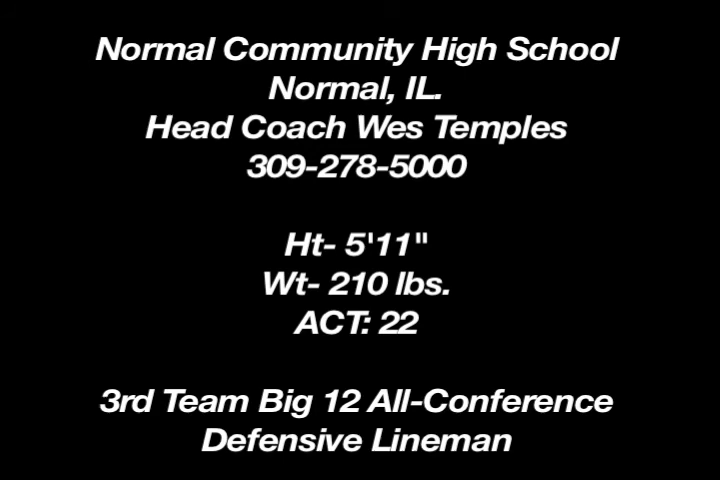 Normal Community High School
Normal, IL.
Head Coach Wes Temples
309-278-5000
Ht- 5'11"
Wt- 210 lbs.
ACT: 22
3rd Team Big 12 All-Conference
Defensive Lineman